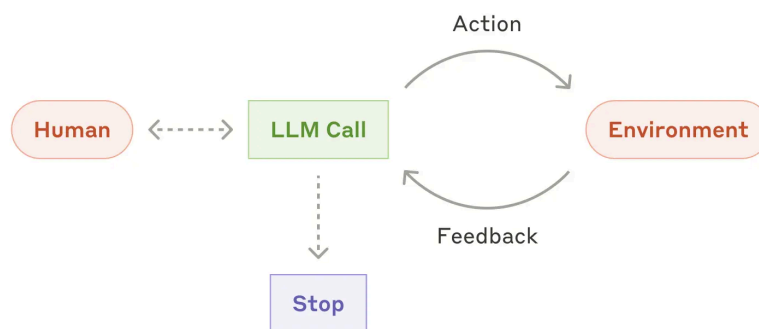 Action
Human
LLM Call
Environment
Feedback
Stop